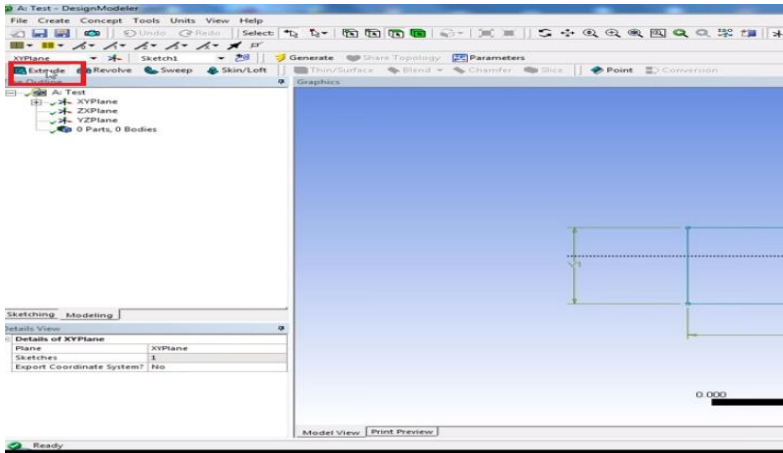 A: Test - DesignModeler
File Create Concept Tools Units View Help
Undo Redo Select:
XYPlane Sketch1 Generate Share Topology Parameters
Extrude Revolve Sweep Skin/Loft Thin/Surface Blend Chamfer Slice Point Conversion
Outline Graphics
A: Test
XYPlane
ZXPlane
YZPlane
0 Parts, 0 Bodies
V1
Sketching Modeling
Details View
Details of XYPlane
Plane XYPlane
Sketches 1
Export Coordinate System? No
0.000
Model View Print Preview
Ready